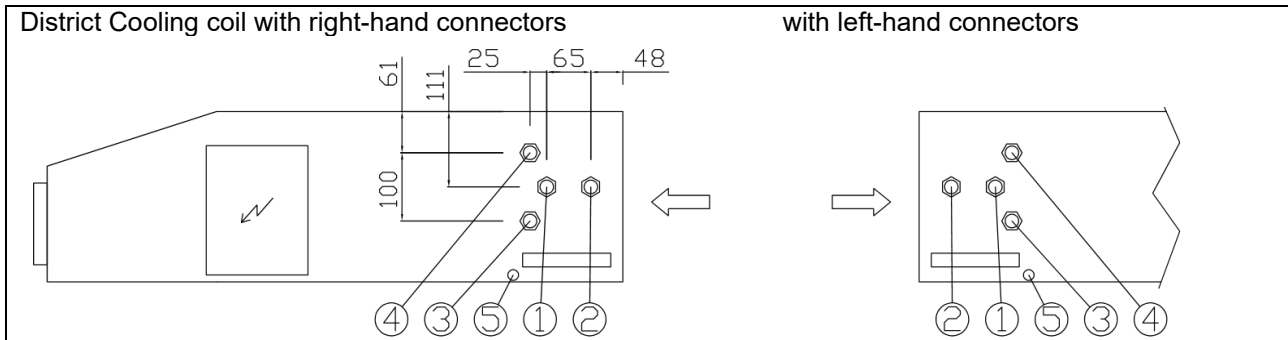 District Cooling coil with right-hand connectors with left-hand connectors
25 65 48
61
111
100
4 3 5 1 2 2 1 5 3 4